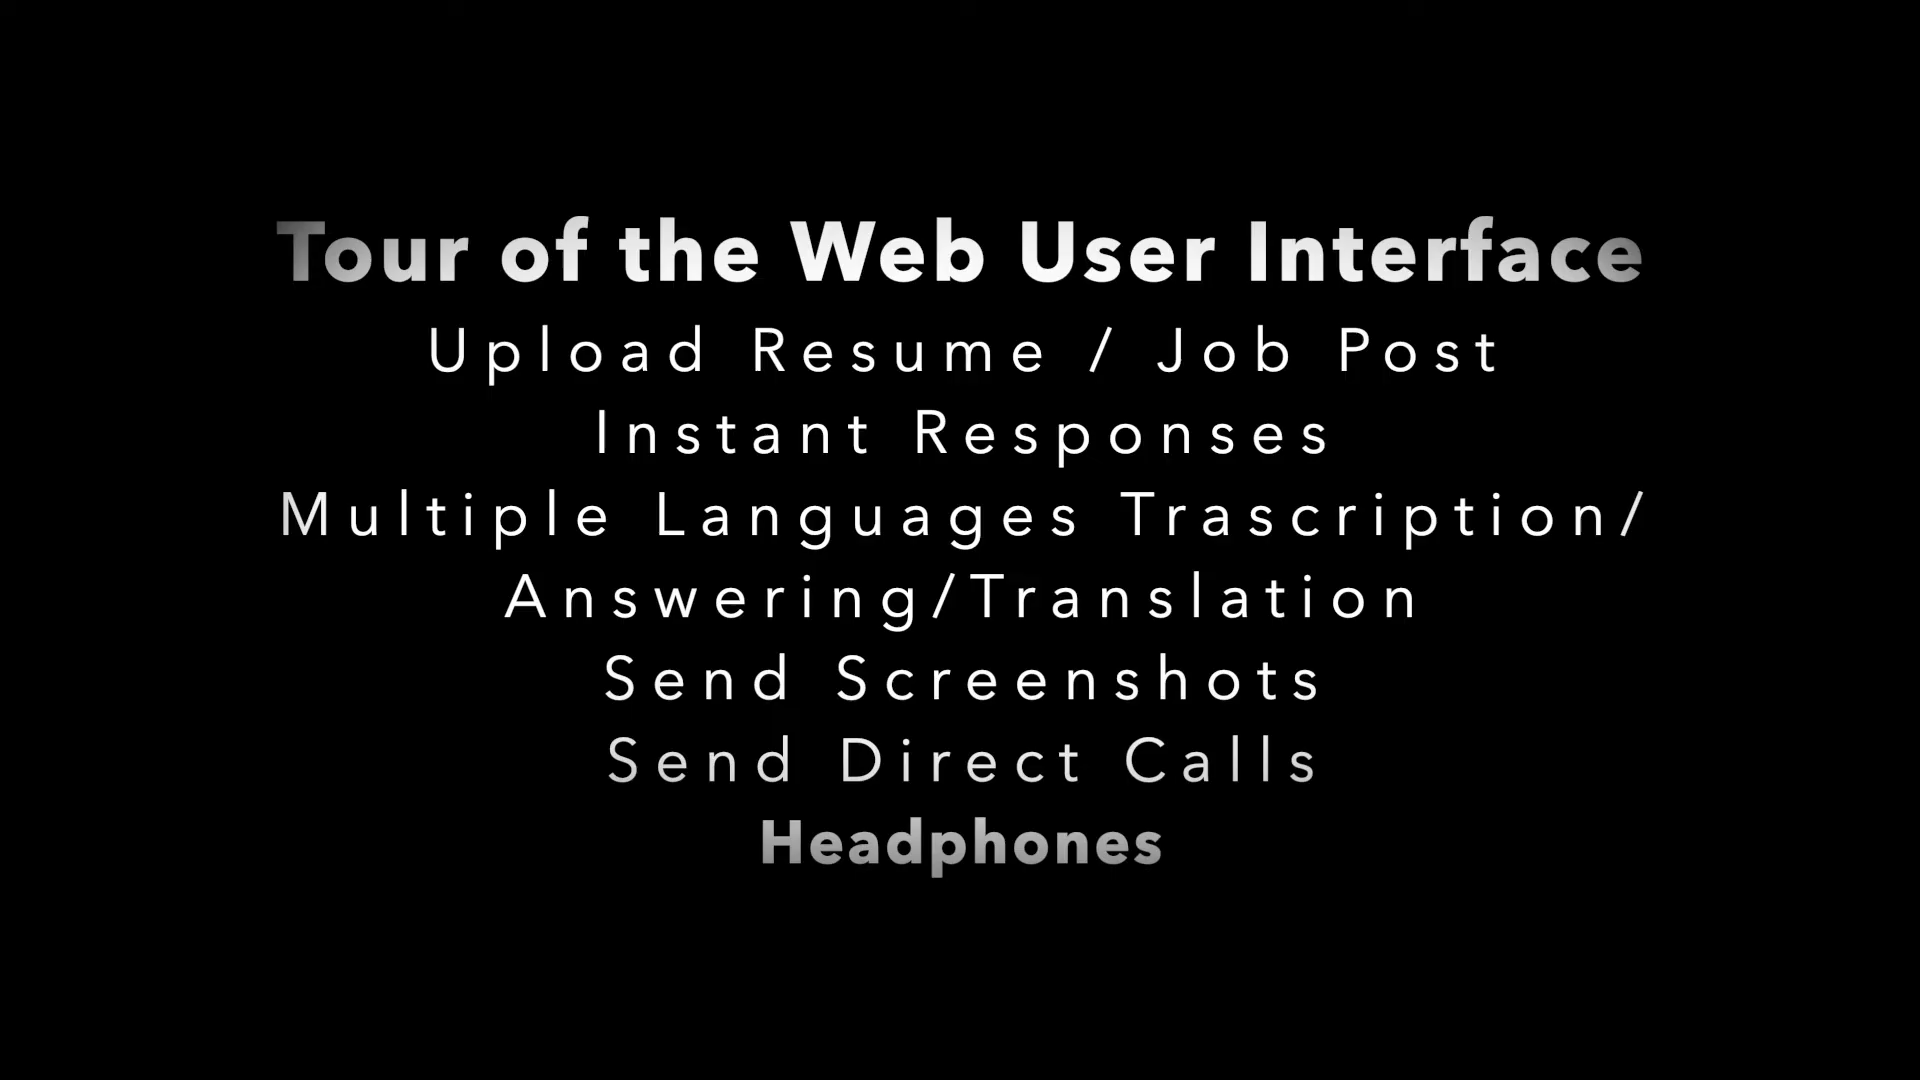 Tour of the Web User Interface
Upload Resume / Job Post
Instant Responses
Multiple Languages Trascription/
Answering/Translation
Send Screenshots
Send Direct Calls
Headphones